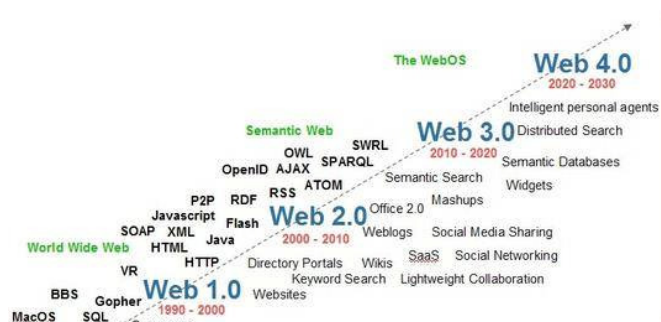 The WebOS
Web 4.0
2020 - 2030
Intelligent personal agents
Semantic Web
Web 3.0
Distributed Search
SWRL
2010 - 2020
OWL
SPARQL
Semantic Databases
OpenID
AJAX
Semantic Search
ATOM
Widgets
RSS
P2P
RDF
Mashups
Office 2.0
Javascript
Flash
Web 2.0
SOAP
XML
Weblogs
Social Media Sharing
Java
2000 - 2010
World Wide Web
HTML
SaaS
Social Networking
HTTP
Directory Portals
Wikis
VR
Keyword Search
Lightweight Collaboration
Web 1.0
BBS
Gopher
Websites
1990 - 2000
MacOS
SQL